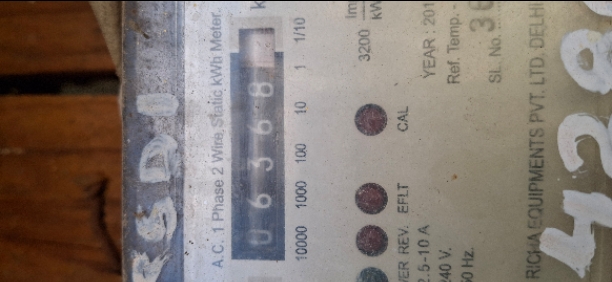 A.C. 1 Phase 2 Wire, Static kWh Meter.
0 6 3 6 8
10000 1000 100 10 1 1/10
3200
CAL
EFLT
REV.
YEAR : 201
Ref. Temp. -
SL. No.
2.5-10 A
240 V.
50 Hz.
RICHA EQUIPMENTS PVT. LTD. DELHI
428